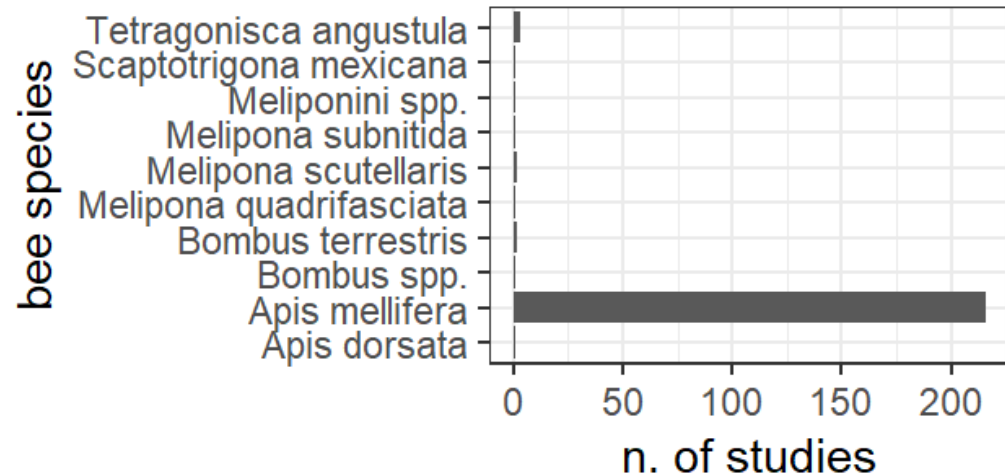 bee species
Tetragonisca angustula
Scaptotrigona mexicana
Meliponini spp.
Melipona subnitida
Melipona scutellaris
Melipona quadrifasciata
Bombus terrestris
Bombus spp.
Apis mellifera
Apis dorsata
0 50 100 150 200
n. of studies